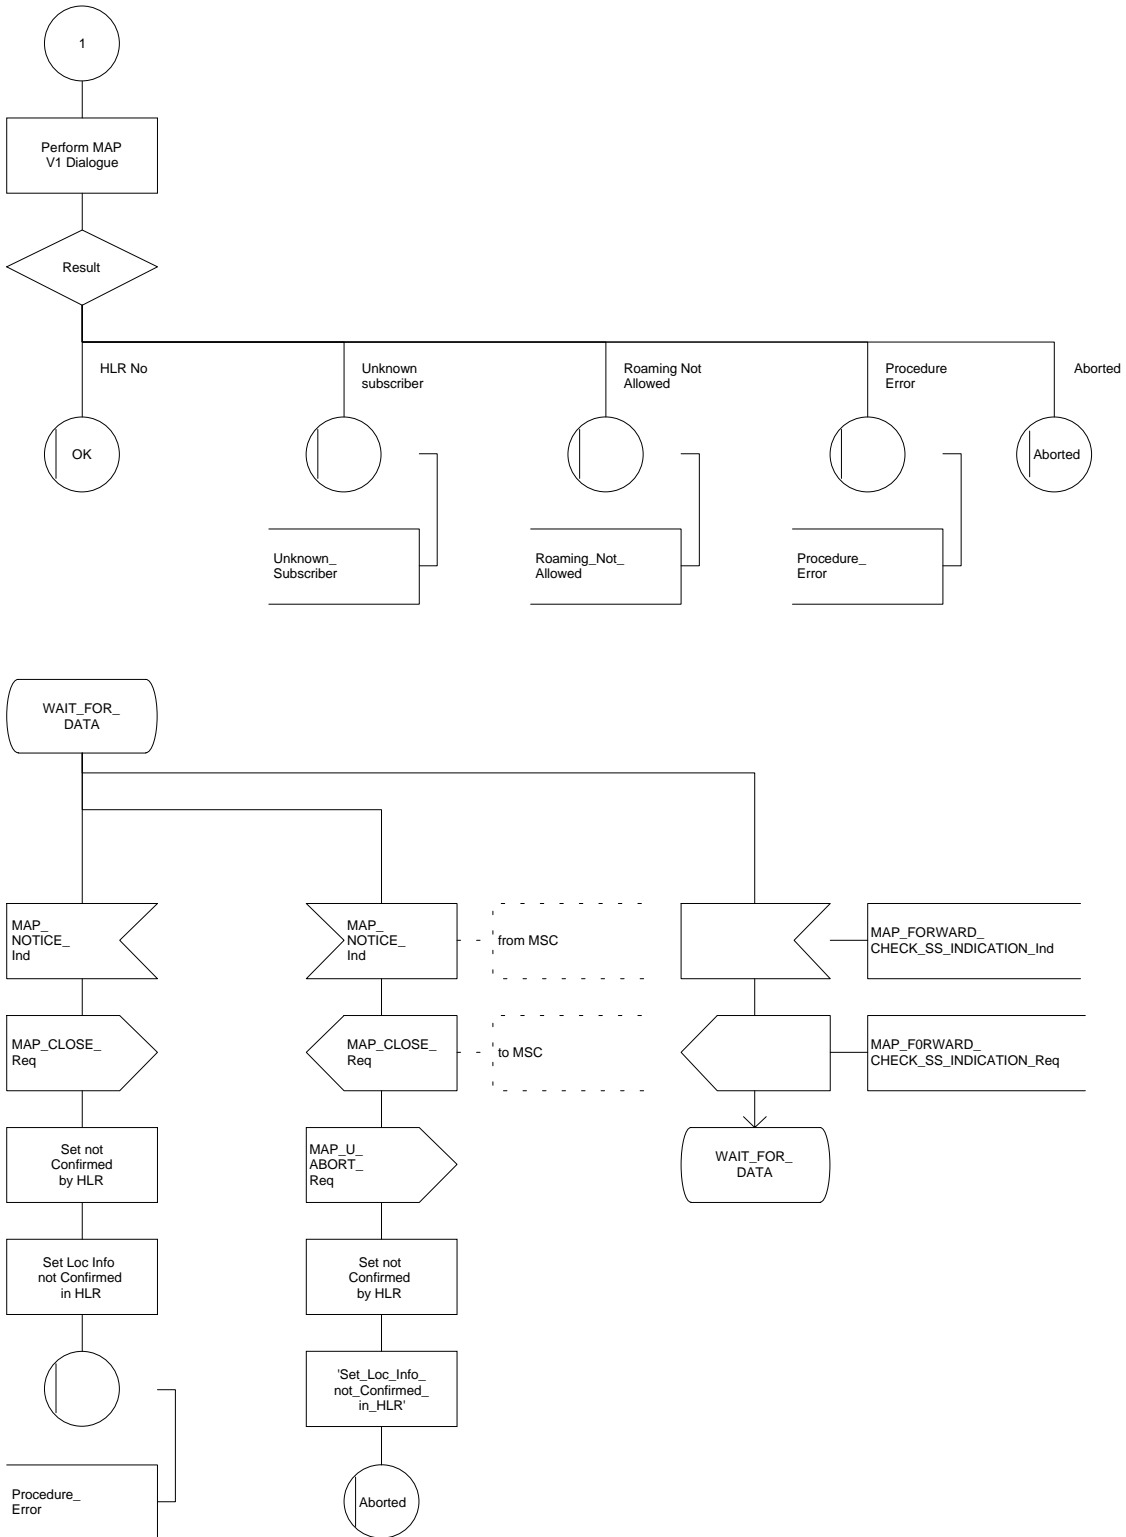 1
Perform MAP
V1 Dialogue
Result
HLR No
Unknown
subscriber
Roaming Not
Allowed
Procedure
Error
Aborted
OK
Aborted
Unknown_
Subscriber
Roaming_Not_
Allowed
Procedure_
Error
WAIT_FOR_
DATA
MAP_
NOTICE_
Ind
MAP_
NOTICE_
Ind
from MSC
MAP_FORWARD_
CHECK_SS_INDICATION_Ind
MAP_CLOSE_
Req
MAP_CLOSE_
Req
to MSC
MAP_F0RWARD_
CHECK_SS_INDICATION_Req
Set not
Confirmed
by HLR
MAP_U_
ABORT_
Req
WAIT_FOR_
DATA
Set Loc Info
not Confirmed
in HLR
Set not
Confirmed
by HLR
'Set_Loc_Info_
not_Confirmed_
in_HLR'
Procedure_
Error
Aborted